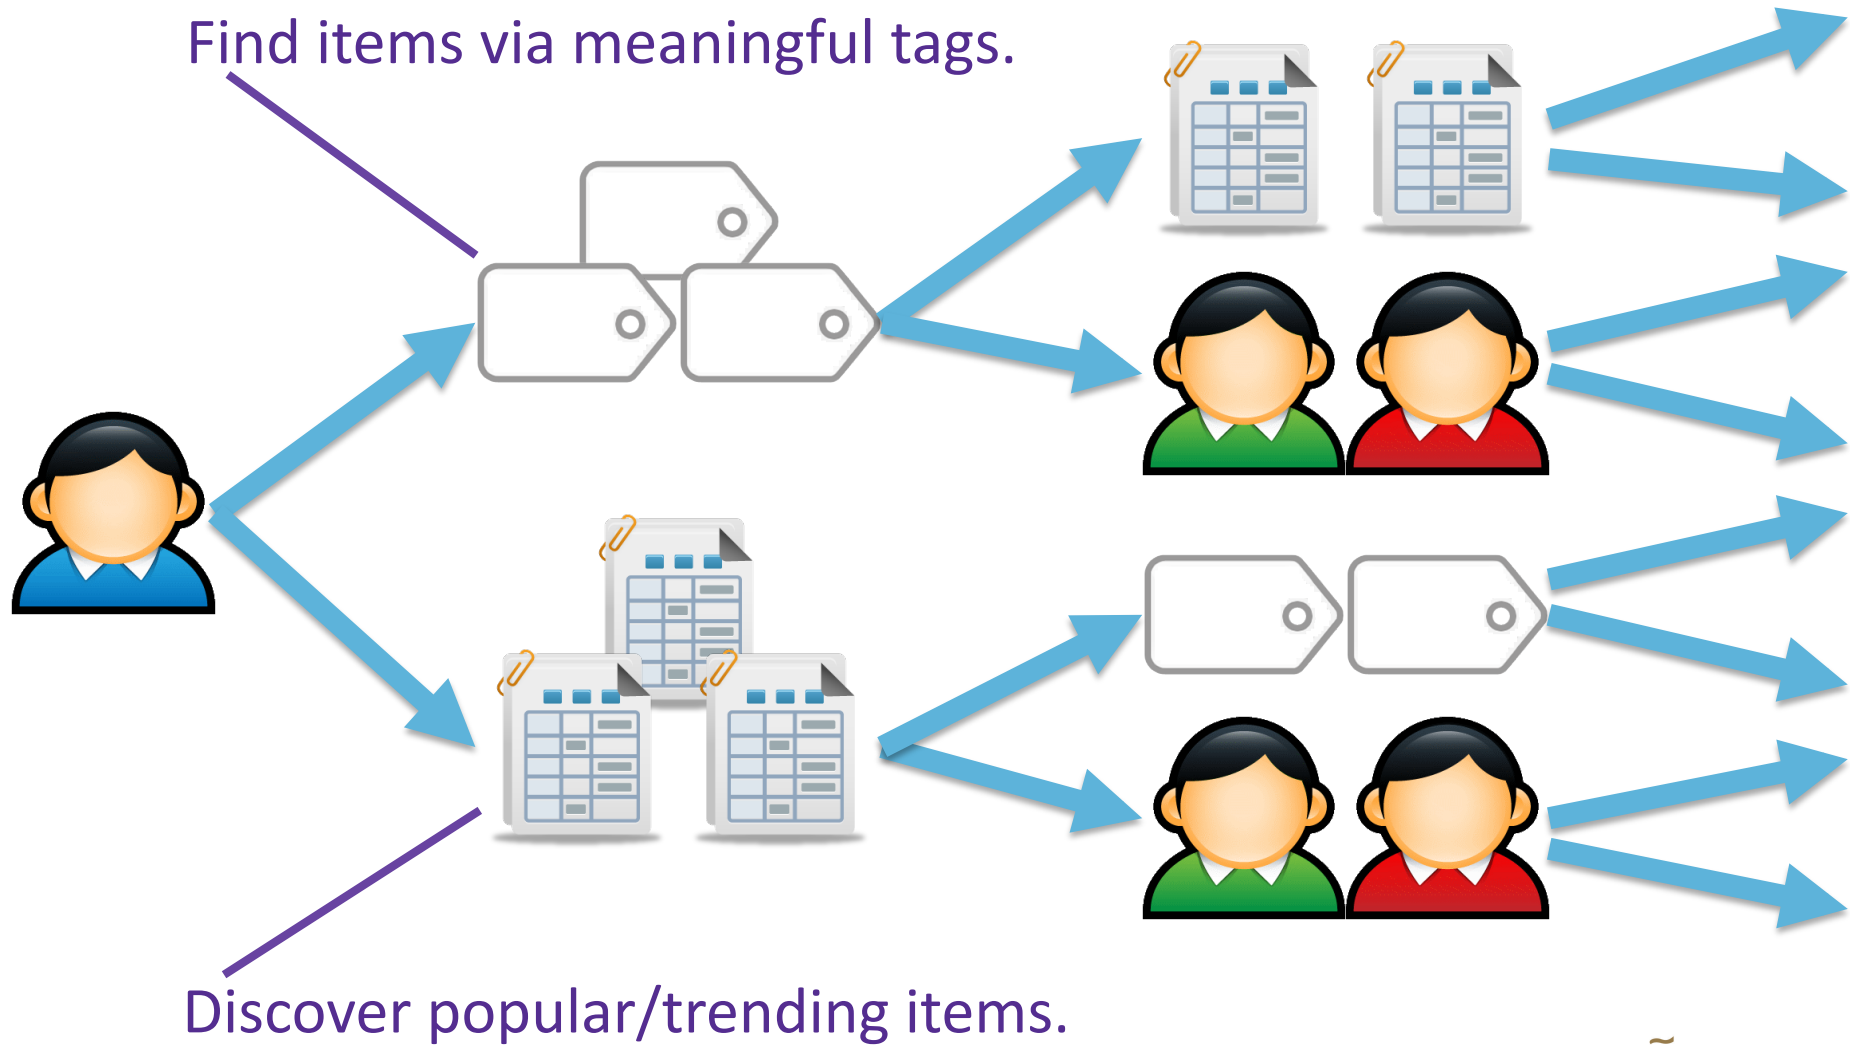 Find items via meaningful tags.
Discover popular/trending items.
~